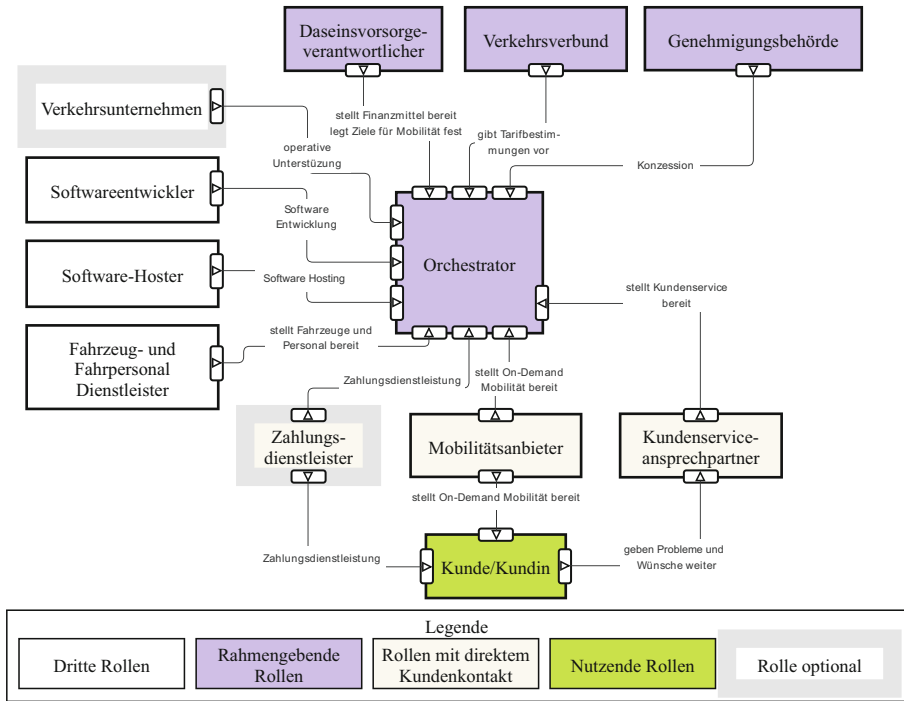 Daseinsvorsorge-
verantwortlicher
Verkehrsverbund
Genehmigungsbehörde
Verkehrsunternehmen
stellt Finanzmittel bereit
legt Ziele für Mobilität fest
gibt Tarifbestim-
mungen vor
Konzession
operative
Unterstüzung
Softwareentwickler
Software
Entwicklung
Orchestrator
Software-Hoster
Software Hosting
stellt Kundenservice
bereit
Fahrzeug- und
Fahrpersonal
Dienstleister
stellt Fahrzeuge und
Personal bereit
Zahlungsdienstleistung
stellt On-Demand
Mobilität bereit
Zahlungs-
dienstleister
Mobilitätsanbieter
Kundenservice-
ansprechpartner
stellt On-Demand Mobilität bereit
Zahlungsdienstleistung
Kunde/Kundin
geben Probleme und
Wünsche weiter
Legende
Dritte Rollen
Rahmengebende
Rollen
Rollen mit direktem
Kundenkontakt
Nutzende Rollen
Rolle optional